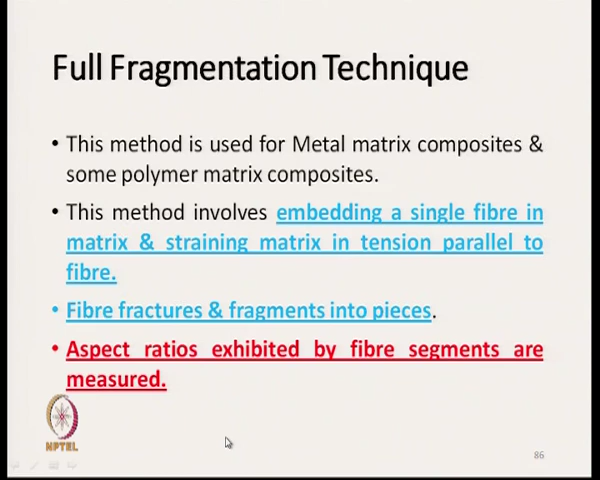 Full Fragmentation Technique
• This method is used for Metal matrix composites &
some polymer matrix composites.
• This method involves embedding a single fibre in
matrix & straining matrix in tension parallel to
fibre.
• Fibre fractures & fragments into pieces.
• Aspect ratios exhibited by fibre segments are
measured.
NPTEL
86